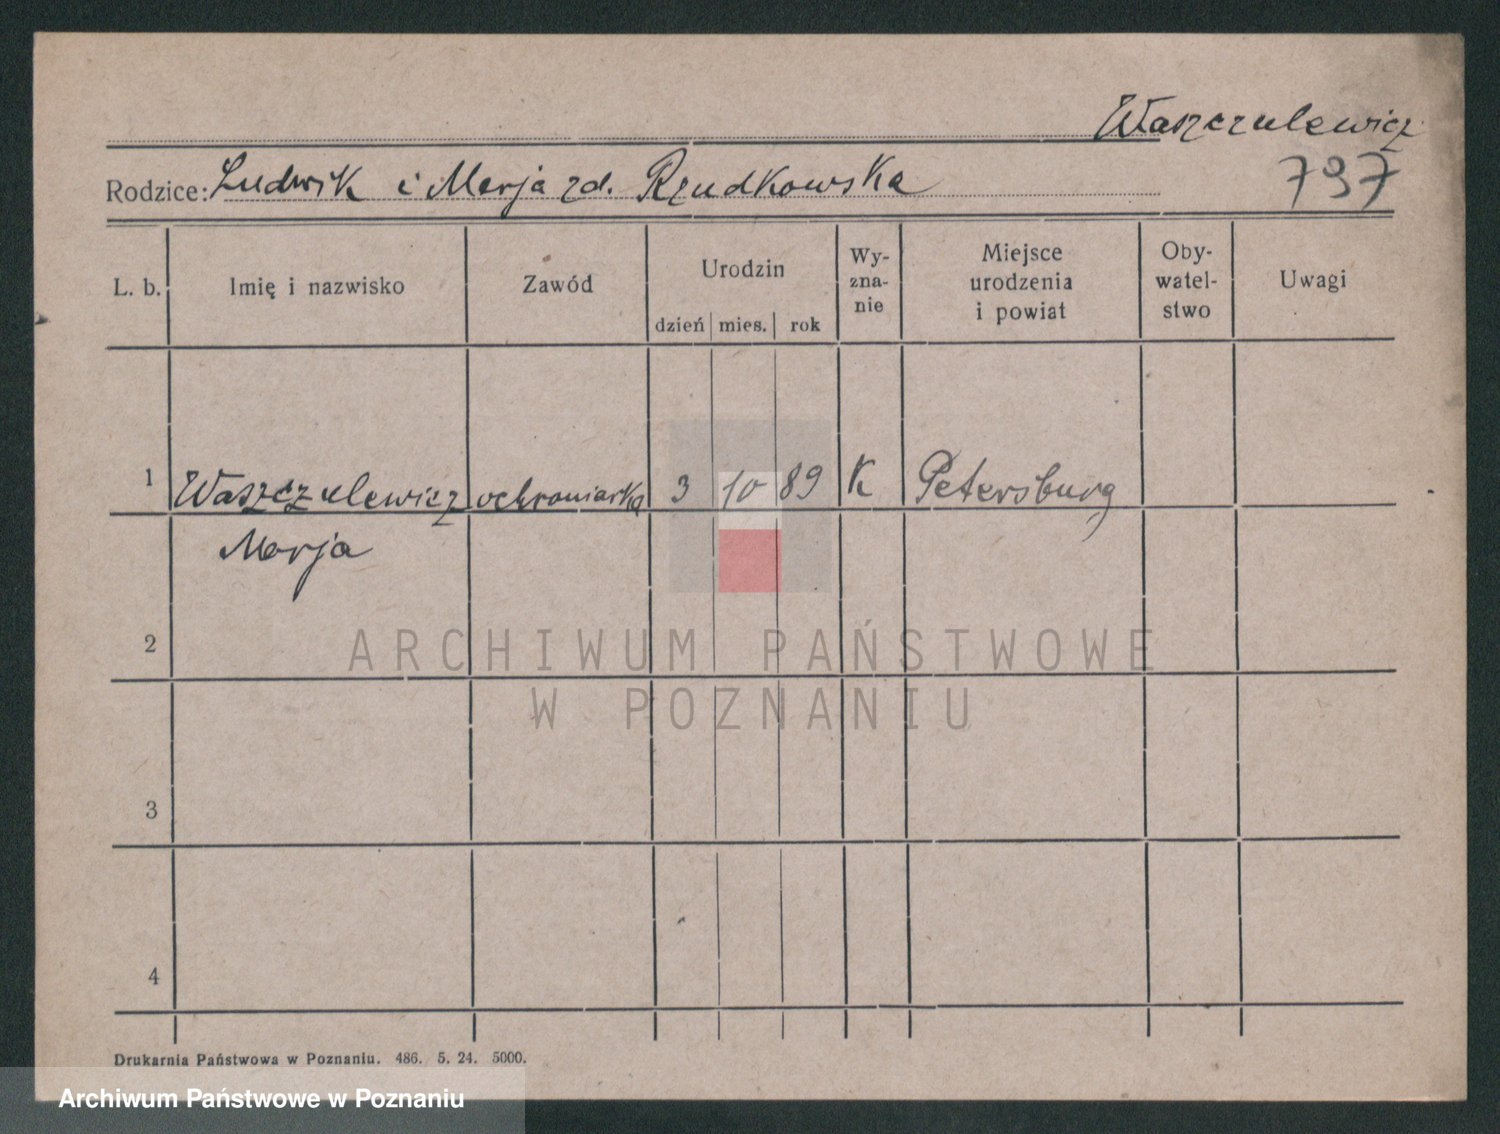 Waszczulewicz
Rodzice: Ludwik i Marja zd. Rzudkowska
797
L. b. Imię i nazwisko Zawód Urodzin Wy-zna-nie Miejsce urodzenia i powiat Oby-watel-stwo Uwagi
dzień mies. rok
1 Waszczulewicz ochroniarka 3 10 89 K Petersburg
Marja
2
ARCHIWUM PAŃSTWOWE
W POZNANIU
3
4
Drukarnia Państwowa w Poznaniu. 486. 5. 24. 5000.
Archiwum Państwowe w Poznaniu